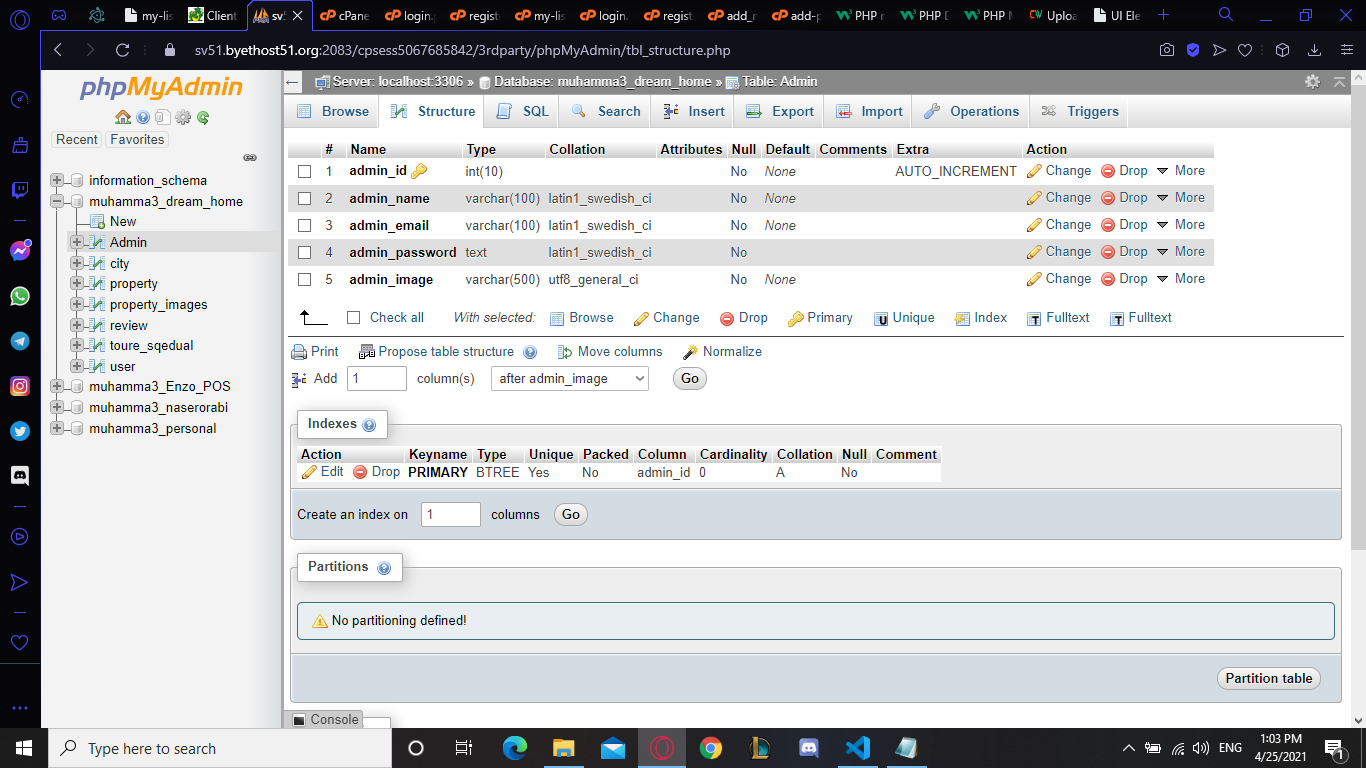 my-lis
Client
sv5
cPane
login.p
registe
my-lis
login.
regist
add_n
add-p
PHP r
PHP D
PHP M
Uploa
UI Ele
sv51.byethost51.org:2083/cpsess5067685842/3rdparty/phpMyAdmin/tbl_structure.php
phpMyAdmin
Recent Favorites
information_schema
muhamma3_dream_home
New
Admin
city
property
property_images
review
toure_sqedual
user
muhamma3_Enzo_POS
muhamma3_naserorabi
muhamma3_personal
Server: localhost:3306 » Database: muhamma3_dream_home » Table: Admin
Browse Structure SQL Search Insert Export Import Operations Triggers
# Name Type Collation Attributes Null Default Comments Extra Action
1 admin_id int(10) No None AUTO_INCREMENT Change Drop More
2 admin_name varchar(100) latin1_swedish_ci No None Change Drop More
3 admin_email varchar(100) latin1_swedish_ci No None Change Drop More
4 admin_password text latin1_swedish_ci No Change Drop More
5 admin_image varchar(500) utf8_general_ci No None Change Drop More
Check all With selected: Browse Change Drop Primary Unique Index Fulltext Fulltext
Print Propose table structure Move columns Normalize
Add 1 column(s) after admin_image Go
Indexes
Action Keyname Type Unique Packed Column Cardinality Collation Null Comment
Edit Drop PRIMARY BTREE Yes No admin_id 0 A No
Create an index on 1 columns Go
Partitions
No partitioning defined!
Partition table
Console
Type here to search
ENG
1:03 PM
4/25/2021
1